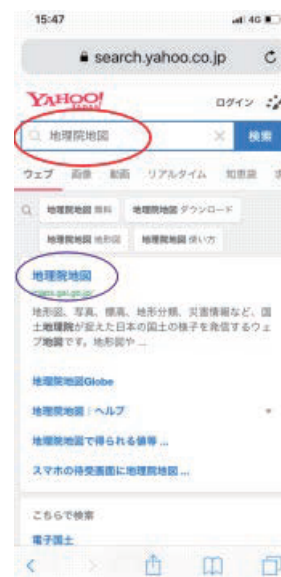 15:47
4G
search.yahoo.co.jp
YAHOO!
ログイン
地理院地図
検索
ウェブ 画像 動画 リアルタイム 知恵袋
地理院地図 無料
地理院地図 ダウンロード
地理院地図 地形図
地理院地図 使い方
地理院地図
maps.gsi.go.jp
地形図、写真、標高、地形分類、災害情報など、国
土地理院が捉えた日本の国土の様子を発信するウェ
ブ地図です。地形図や ...
地理院地図Globe
地理院地図｜ヘルプ
地理院地図で得られる値等 ...
スマホの待受画面に地理院地図 ...
こちらで検索
電子国土